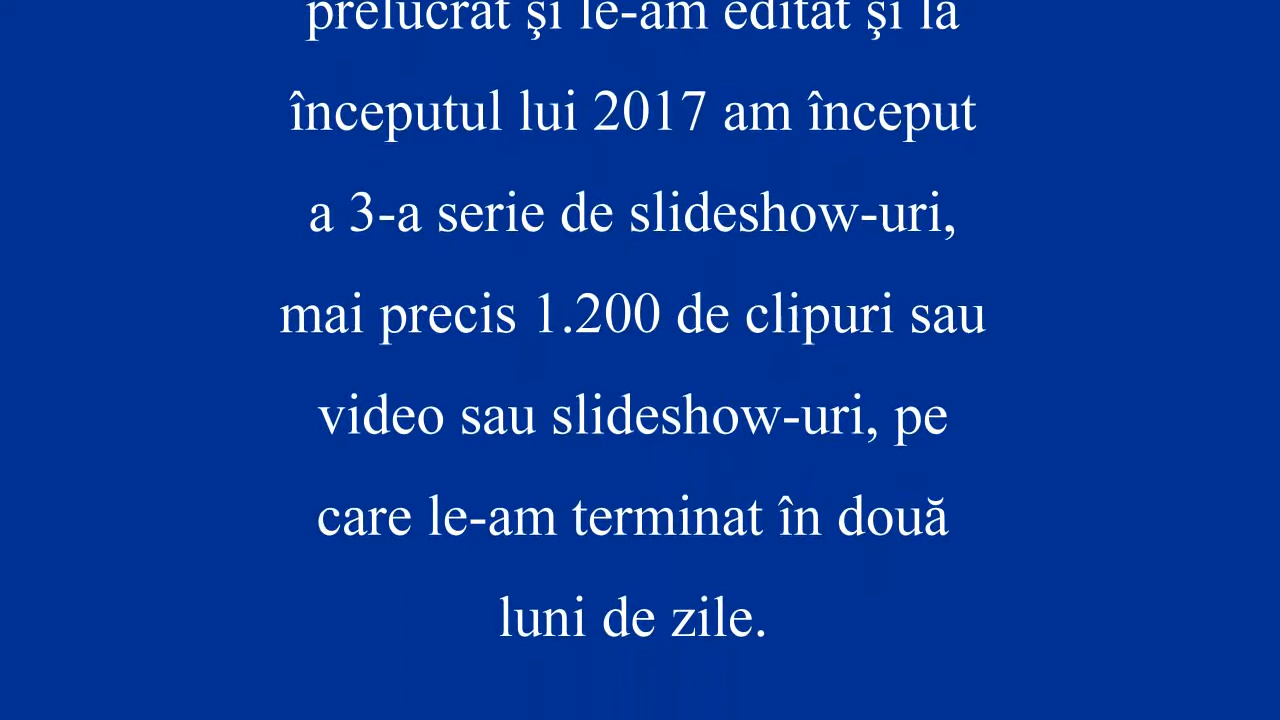 prelucrat şi le-am editat şi la
începutul lui 2017 am început
a 3-a serie de slideshow-uri,
mai precis 1.200 de clipuri sau
video sau slideshow-uri, pe
care le-am terminat în două
luni de zile.